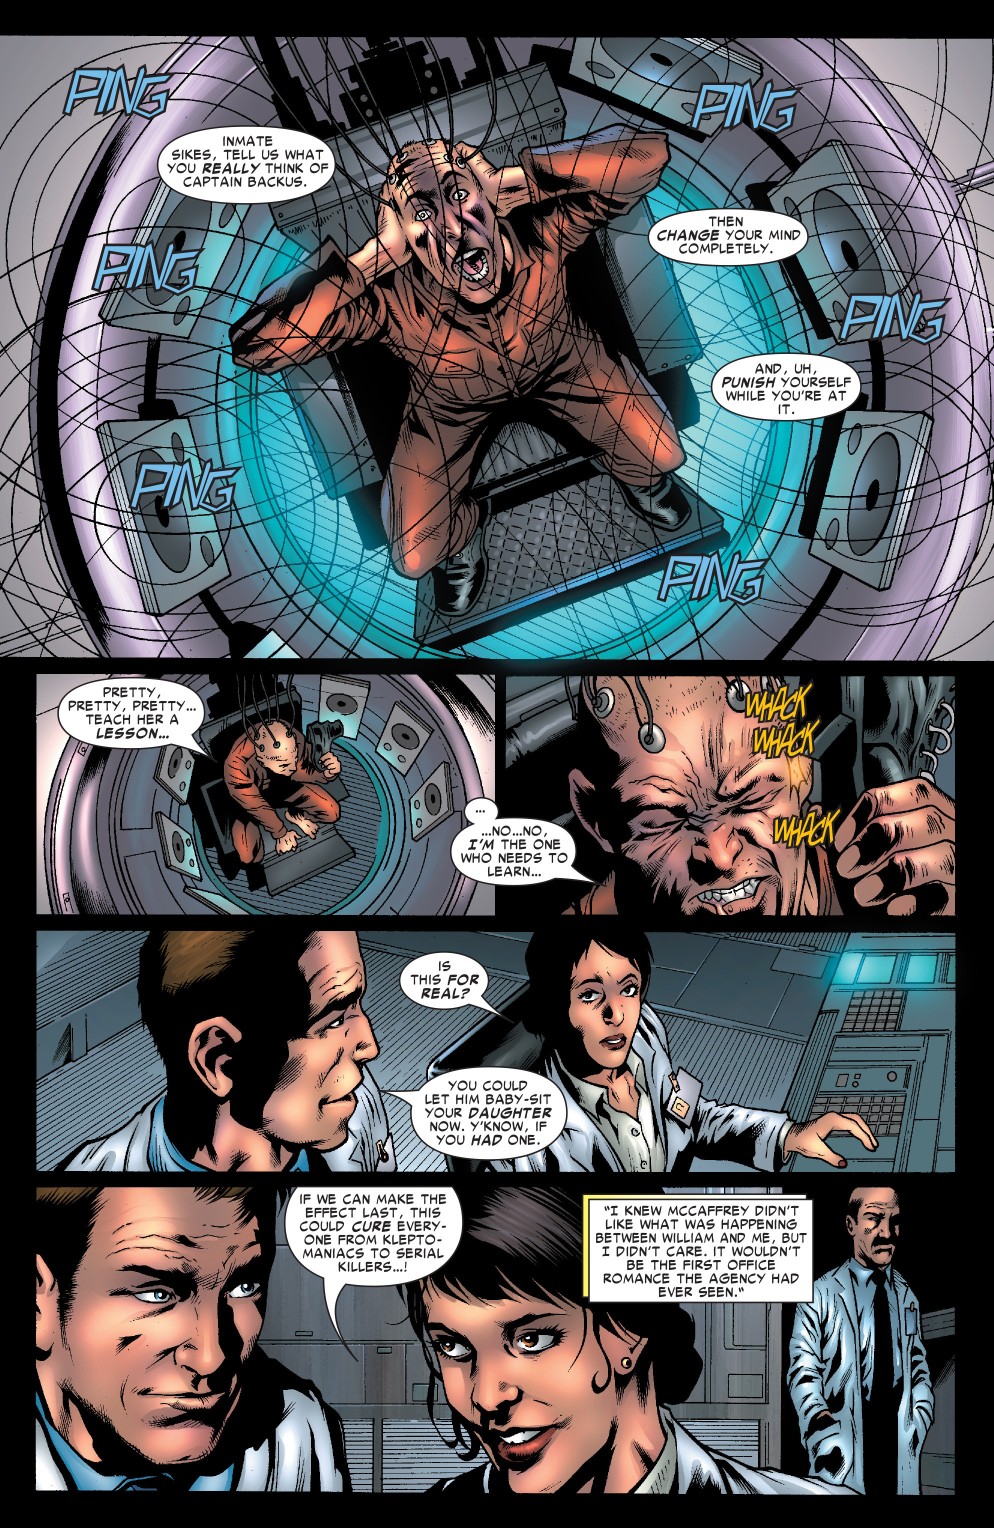 PING
PING
INMATE
SIKES, TELL US WHAT
YOU REALLY THINK OF
CAPTAIN BACKUS.
THEN
CHANGE YOUR MIND
COMPLETELY.
PING
PING
AND, UH,
PUNISH YOURSELF
WHILE YOU'RE AT
IT.
PING
PING
PRETTY,
PRETTY, PRETTY...
TEACH HER A
LESSON...
WHACK
WHACK
WHACK
...
...NO...NO,
I'M THE ONE
WHO NEEDS TO
LEARN...
IS
THIS FOR
REAL?
YOU COULD
LET HIM BABY-SIT
YOUR DAUGHTER
NOW. Y'KNOW, IF
YOU HAD ONE.
IF WE CAN MAKE THE
EFFECT LAST, THIS
COULD CURE EVERY-
ONE FROM KLEPTO-
MANIACS TO SERIAL
KILLERS...!
"I KNEW MCCAFFREY DIDN'T
LIKE WHAT WAS HAPPENING
BETWEEN WILLIAM AND ME, BUT
I DIDN'T CARE. IT WOULDN'T
BE THE FIRST OFFICE
ROMANCE THE AGENCY HAD
EVER SEEN."